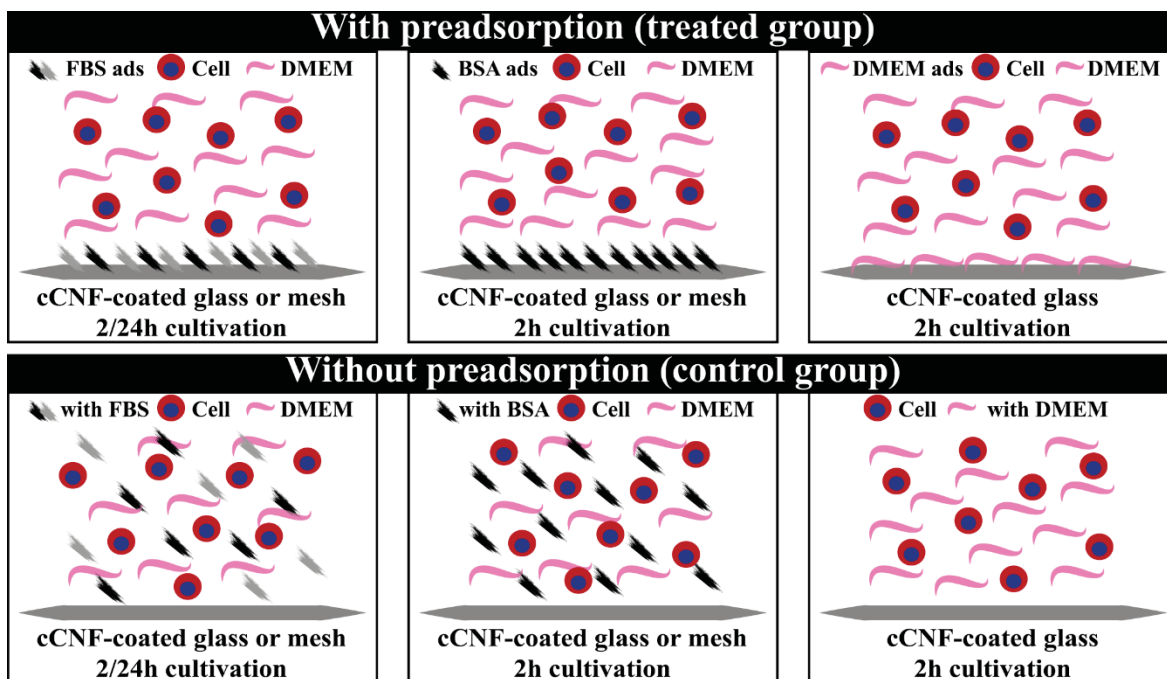 With preadsorption (treated group)
FBS ads Cell DMEM
cCNF-coated glass or mesh
2/24h cultivation
BSA ads Cell DMEM
cCNF-coated glass or mesh
2h cultivation
DMEM ads Cell DMEM
cCNF-coated glass
2h cultivation
Without preadsorption (control group)
with FBS Cell DMEM
cCNF-coated glass or mesh
2/24h cultivation
with BSA Cell DMEM
cCNF-coated glass or mesh
2h cultivation
Cell with DMEM
cCNF-coated glass
2h cultivation